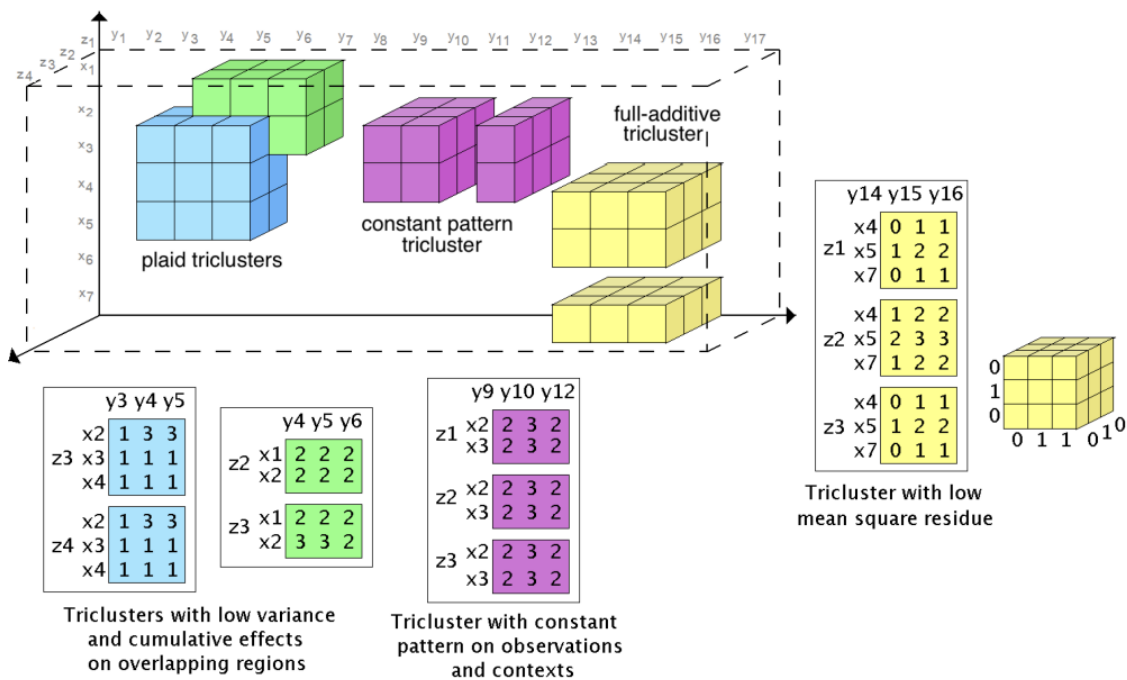 z1 y1 y2 y3 y4 y5 y6 y7 y8 y9 y10 y11 y12 y13 y14 y15 y16 y17
z2
z3
z4
x1
x2
x3
x4
x5
x6
x7
full-additive
tricluster
constant pattern
tricluster
plaid triclusters
y3 y4 y5
x2 1 3 3
z3 x3 1 1 1
x4 1 1 1
x2 1 3 3
z4 x3 1 1 1
x4 1 1 1
Triclusters with low variance
and cumulative effects
on overlapping regions
y4 y5 y6
z2 x1 2 2 2
x2 2 2 2
z3 x1 2 2 2
x2 3 3 2
y9 y10 y12
z1 x2 2 3 2
x3 2 3 2
z2 x2 2 3 2
x3 2 3 2
z3 x2 2 3 2
x3 2 3 2
Tricluster with constant
pattern on observations
and contexts
y14 y15 y16
x4 0 1 1
z1 x5 1 2 2
x7 0 1 1
x4 1 2 2
z2 x5 2 3 3
x7 1 2 2
x4 0 1 1
z3 x5 1 2 2
x7 0 1 1
Tricluster with low
mean square residue
0
1
0
0 1 1 0 1 0